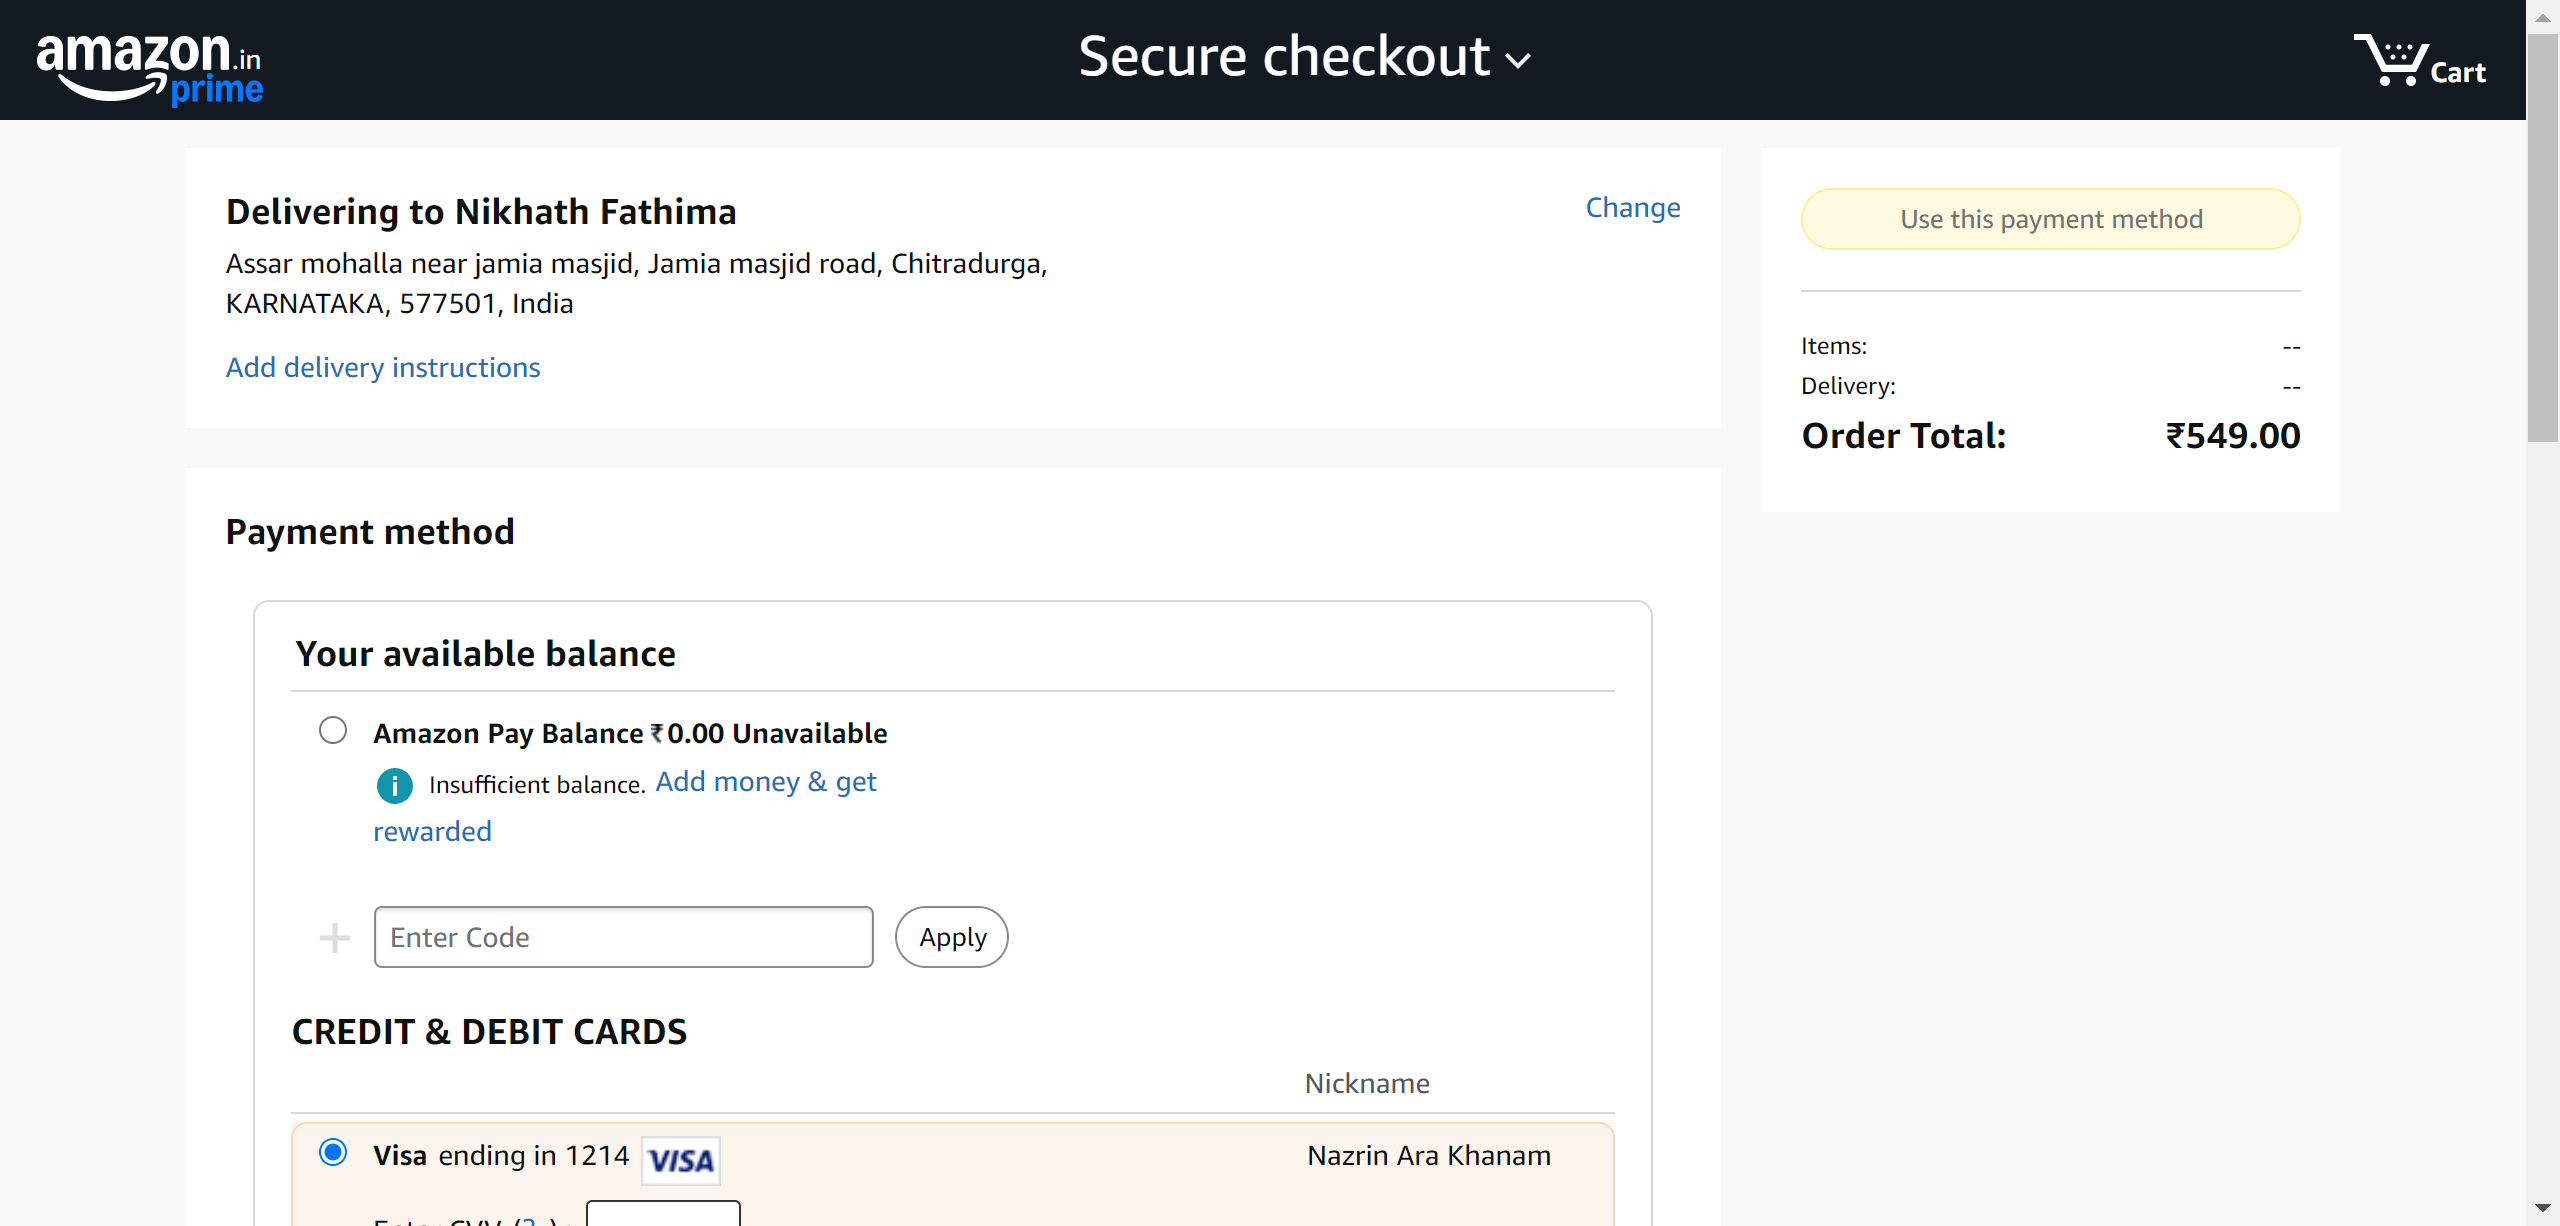 amazon.in
prime
Secure checkout
Cart
Delivering to Nikhath Fathima
Change
Assar mohalla near jamia masjid, Jamia masjid road, Chitradurga,
KARNATAKA, 577501, India
Add delivery instructions
Use this payment method
Items: --
Delivery: --
Order Total: ₹549.00
Payment method
Your available balance
Amazon Pay Balance ₹0.00 Unavailable
i Insufficient balance. Add money & get
rewarded
Enter Code
Apply
CREDIT & DEBIT CARDS
Nickname
Visa ending in 1214 VISA
Nazrin Ara Khanam
Enter CVV (?) :